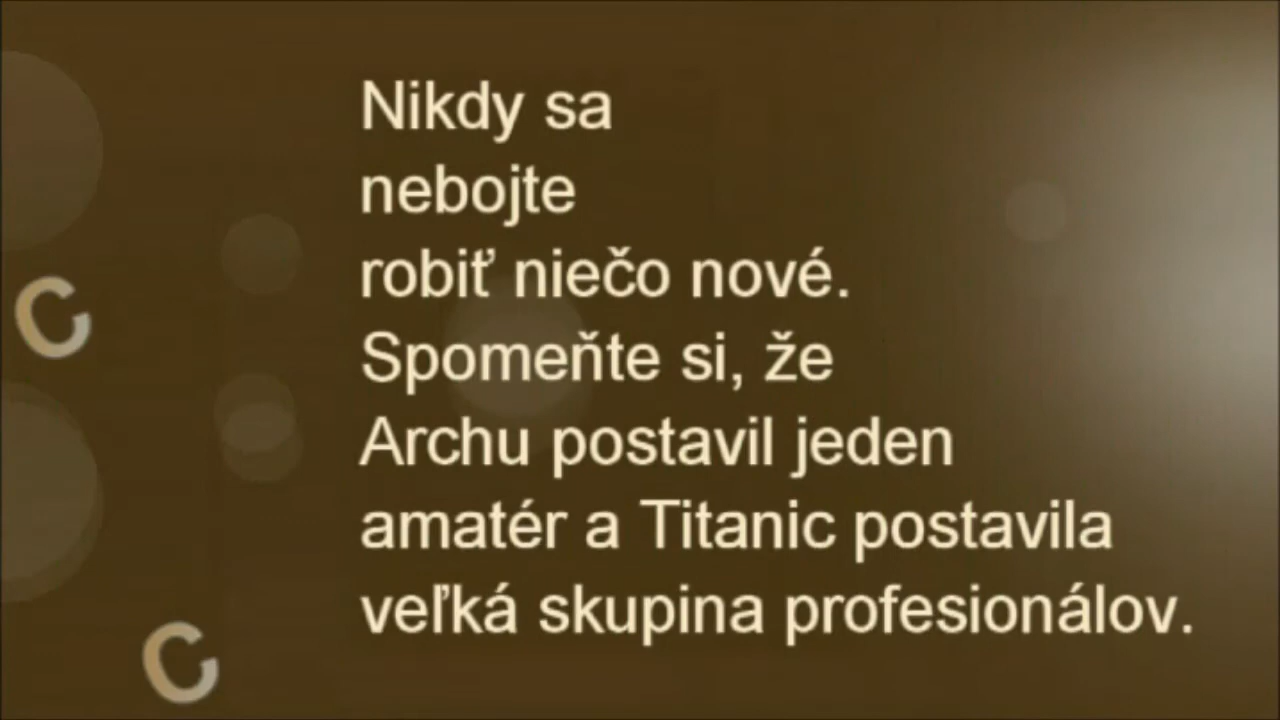 Nikdy sa
nebojte
robiť niečo nové.
Spomeňte si, že
Archu postavil jeden
amatér a Titanic postavila
veľká skupina profesionálov.
C
C